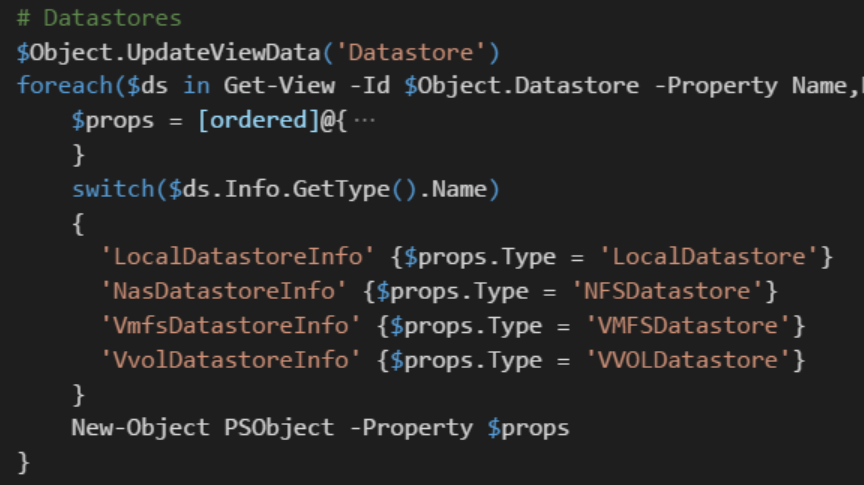 # Datastores
$Object.UpdateViewData('Datastore')
foreach($ds in Get-View -Id $Object.Datastore -Property Name,
    $props = [ordered]@{ ···
    }
    switch($ds.Info.GetType().Name)
    {
      'LocalDatastoreInfo' {$props.Type = 'LocalDatastore'}
      'NasDatastoreInfo' {$props.Type = 'NFSDatastore'}
      'VmfsDatastoreInfo' {$props.Type = 'VMFSDatastore'}
      'VvolDatastoreInfo' {$props.Type = 'VVOLDatastore'}
    }
    New-Object PSObject -Property $props
}